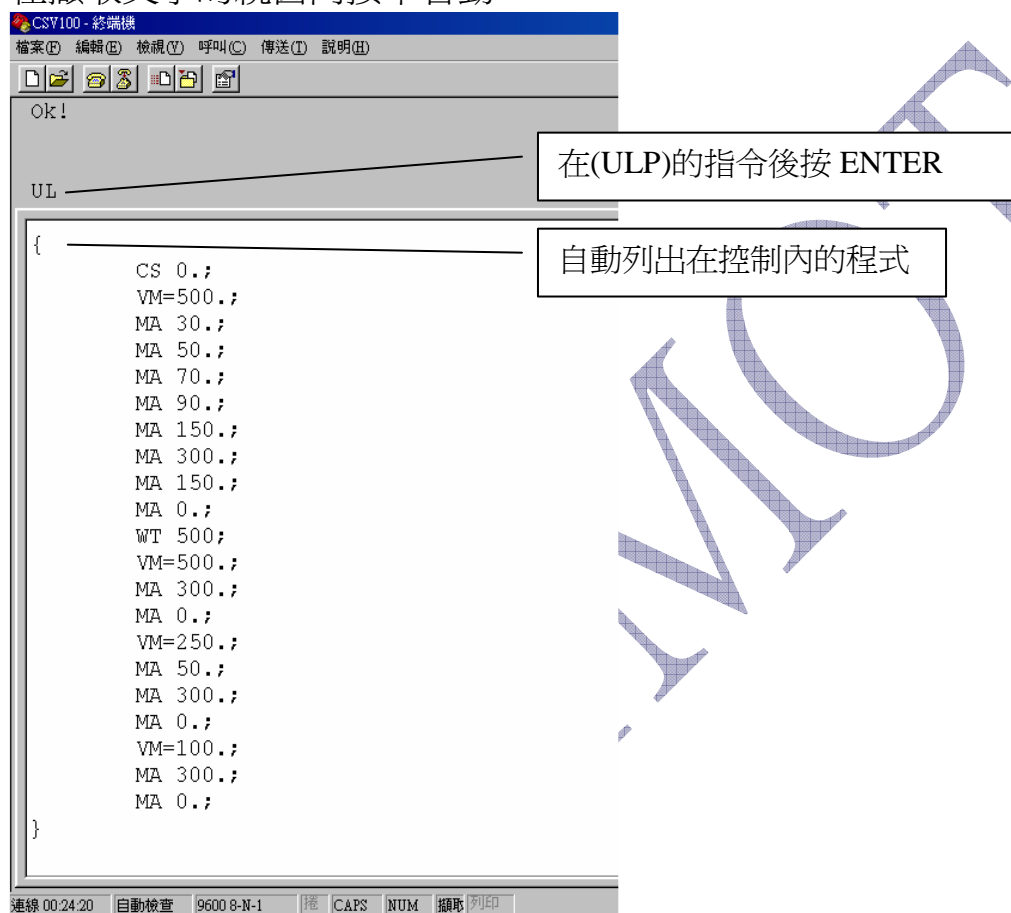 CSV100 - 終端機
檔案(F) 編輯(E) 檢視(V) 呼叫(C) 傳送(T) 說明(H)
Ok!
在(ULP)的指令後按 ENTER
UL
{
自動列出在控制內的程式
CS 0.;
VM=500.;
MA 30.;
MA 50.;
MA 70.;
MA 90.;
MA 150.;
MA 300.;
MA 150.;
MA 0.;
WT 500;
VM=500.;
MA 300.;
MA 0.;
VM=250.;
MA 50.;
MA 300.;
MA 0.;
VM=100.;
MA 300.;
MA 0.;
}
連線 00:24:20 自動檢查 9600 8-N-1 捲 CAPS NUM 擷取 列印